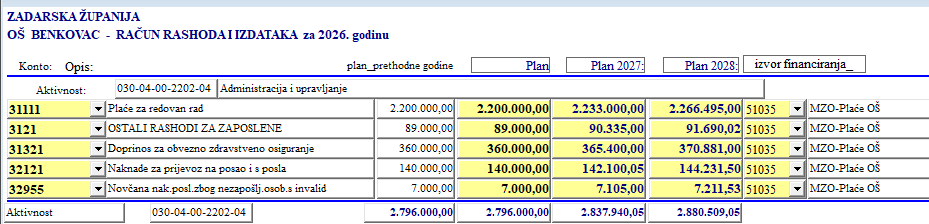 ZADARSKA ŽUPANIJA
OŠ BENKOVAC - RAČUN RASHODA I IZDATAKA za 2026. godinu
Konto: Opis: plan_prethodne godine Plan Plan 2027: Plan 2028: izvor financiranja_
Aktivnost: 030-04-00-2202-04 Administracija i upravljanje
31111 Plaće za redovan rad 2.200.000,00 2.200.000,00 2.233.000,00 2.266.495,00 51035 MZO-Plaće OŠ
3121 OSTALI RASHODI ZA ZAPOSLENE 89.000,00 89.000,00 90.335,00 91.690,02 51035 MZO-Plaće OŠ
31321 Doprinos za obvezno zdravstveno osiguranje 360.000,00 360.000,00 365.400,00 370.881,00 51035 MZO-Plaće OŠ
32121 Naknade za prijevoz na posao i s posla 140.000,00 140.000,00 142.100,05 144.231,50 51035 MZO-Plaće OŠ
32955 Novčana nak.posl.zbog nezapošlj.osob.s invalid 7.000,00 7.000,00 7.105,00 7.211,53 51035 MZO-Plaće OŠ
Aktivnost 030-04-00-2202-04 2.796.000,00 2.796.000,00 2.837.940,05 2.880.509,05